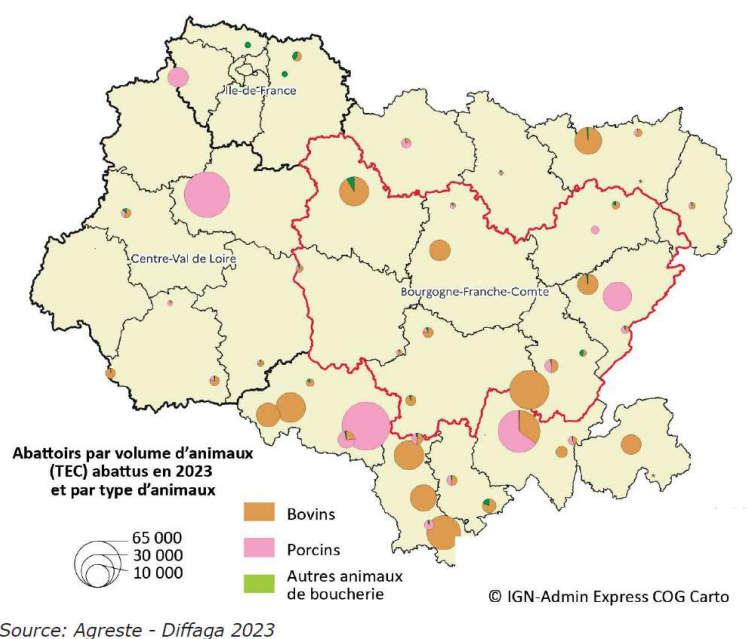 Ile-de-France
Centre-Val de Loire
Bourgogne-Franche-Comte
Abattoirs par volume d’animaux
(TEC) abattus en 2023
et par type d’animaux
65 000
30 000
10 000
Bovins
Porcins
Autres animaux
de boucherie
© IGN-Admin Express COG Carto
Source: Agreste - Diffaga 2023